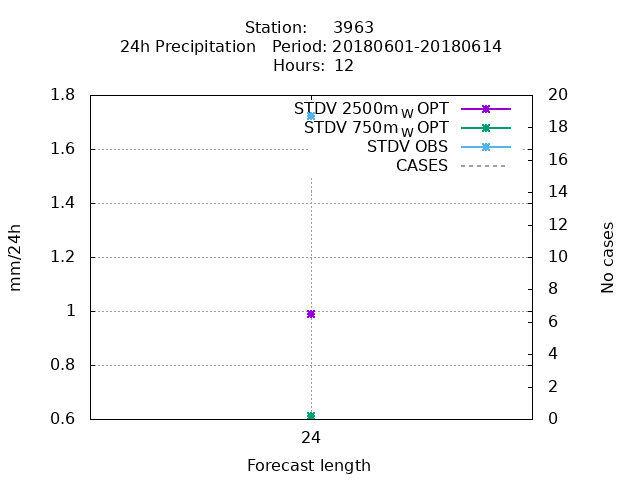 Station: 3963
24h Precipitation Period: 20180601-20180614
Hours: 12
1.8
1.6
1.4
1.2
1
0.8
0.6
mm/24h
STDV 2500m_W OPT
STDV 750m_W OPT
STDV OBS
CASES
20
18
16
14
12
10
8
6
4
2
0
No cases
24
Forecast length